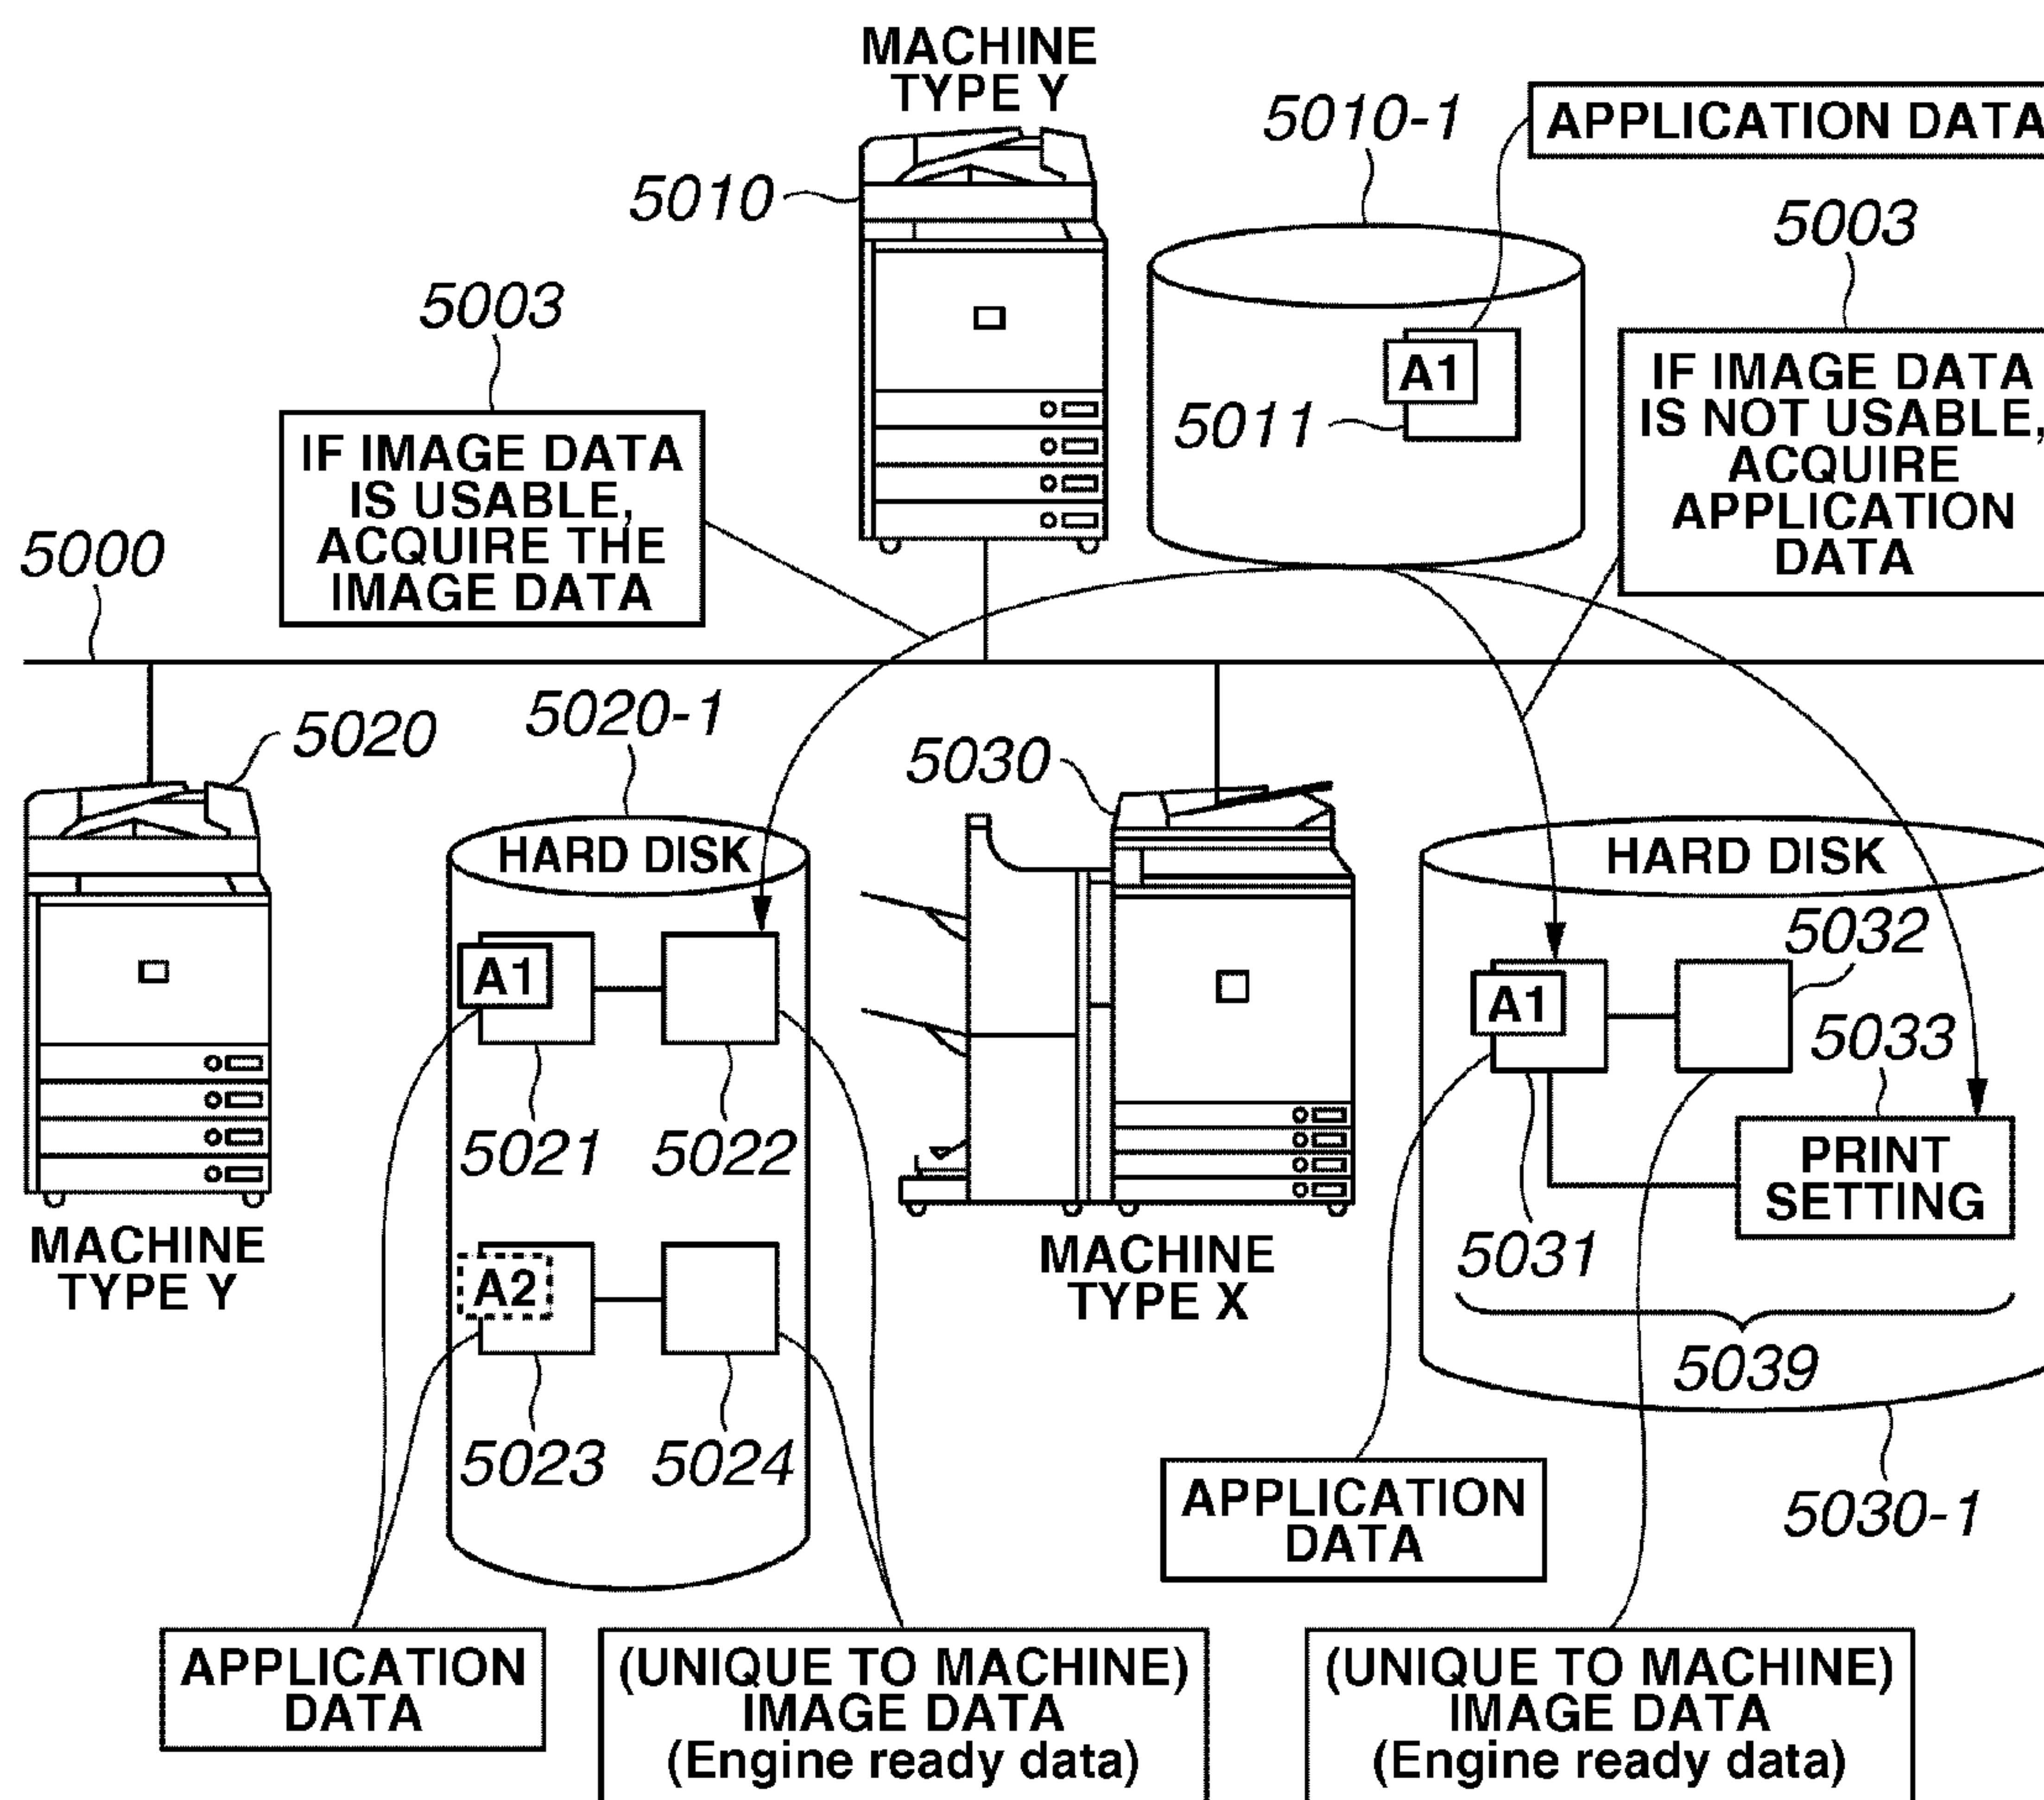 MACHINE
TYPE Y
5010-1
APPLICATION DATA
5010
5003
5003
A1
5011
IF IMAGE DATA
IS USABLE,
ACQUIRE THE
IMAGE DATA
IF IMAGE DATA
IS NOT USABLE,
ACQUIRE
APPLICATION
DATA
5000
5020
5020-1
5030
HARD DISK
HARD DISK
5032
A1
A1
5033
5021
5022
PRINT
SETTING
MACHINE
TYPE Y
A2
MACHINE
TYPE X
5031
5039
5023
5024
APPLICATION
DATA
5030-1
APPLICATION
DATA
(UNIQUE TO MACHINE)
IMAGE DATA
(Engine ready data)
(UNIQUE TO MACHINE)
IMAGE DATA
(Engine ready data)